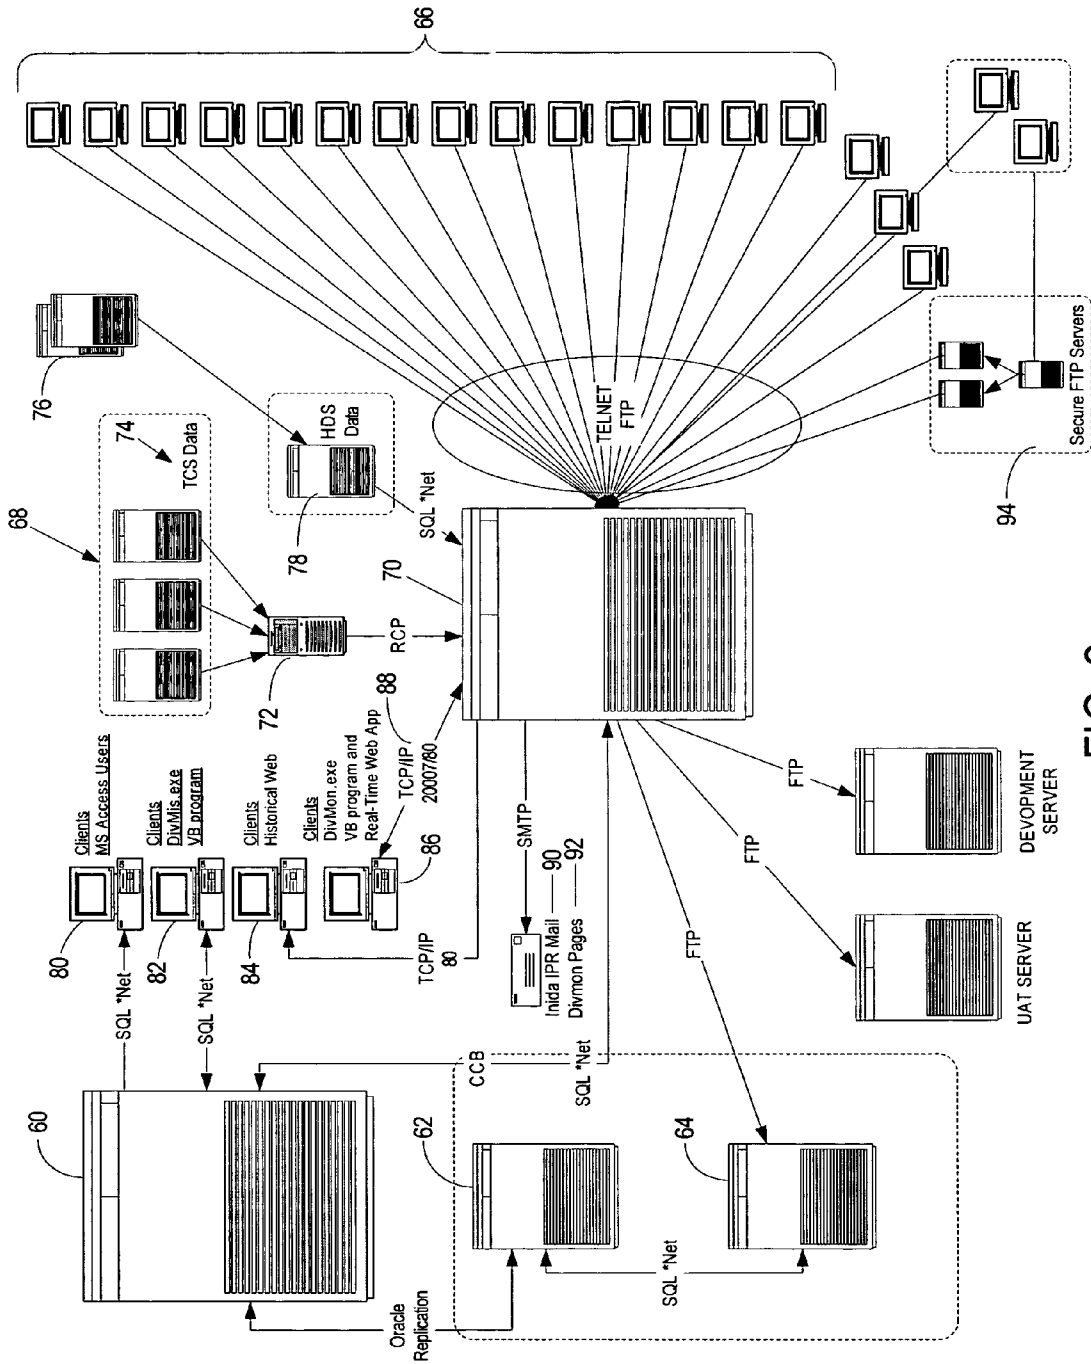 66
76
74
TCS Data
68
HDS
Data
78
SQL *Net
TELNET
FTP
Secure FTP Servers
94
70
RCP
72
88
TCP/IP
2007/80
Clients
MS Access Users
Clients
DivMis.exe
VB program
Clients
Historical Web
Clients
DivMon.exe
VB program and
Real-Time Web App
80
82
84
86
SQL *Net
SQL *Net
TCP/IP
80
SMTP
Inida IPR Mail
90
Divmon Pages
92
FTP
FTP
FTP
DEVOPMENT
SERVER
UAT SERVER
60
CCB
SQL *Net
62
64
SQL *Net
Oracle
Replication